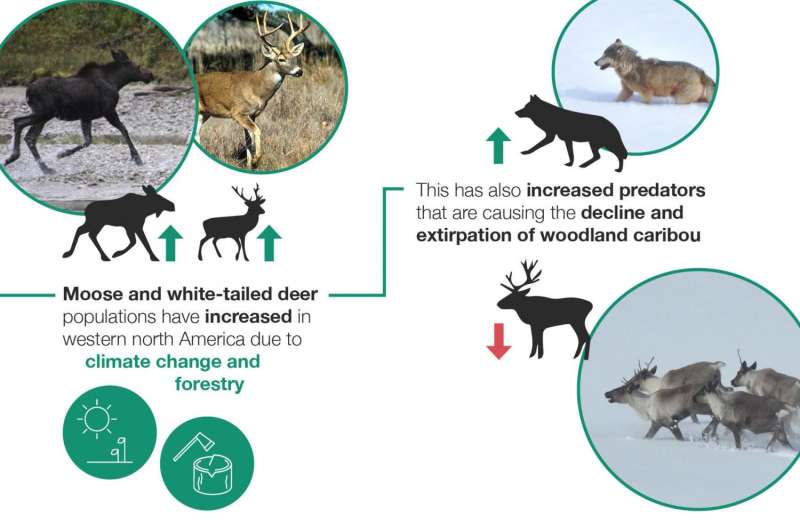 Moose and white-tailed deer
populations have increased in
western north America due to
climate change and
forestry
This has also increased predators
that are causing the decline and
extirpation of woodland caribou